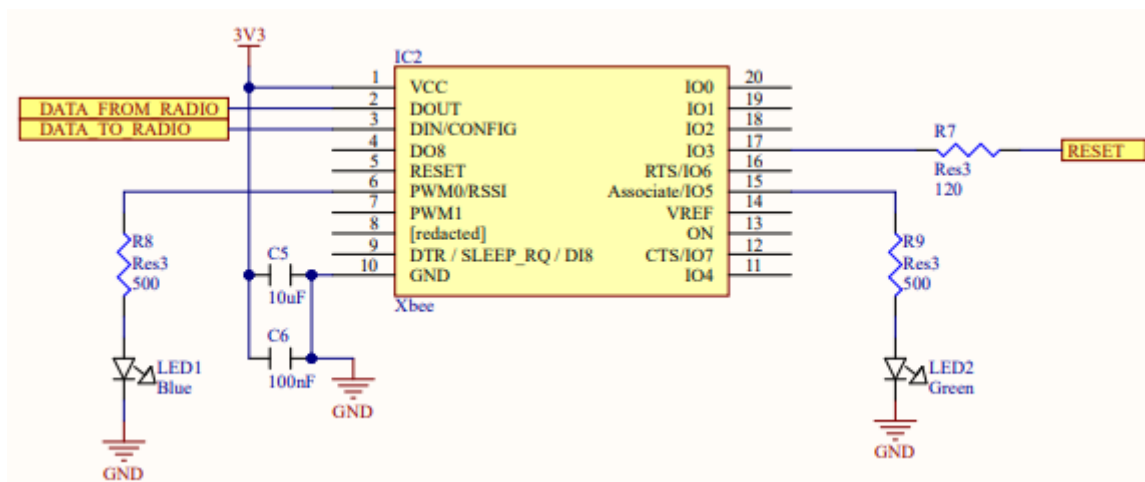 3V3
IC2
DATA_FROM_RADIO
DATA_TO_RADIO
1 VCC IO0 20
2 DOUT IO1 19
3 DIN/CONFIG IO2 18
4 DO8 IO3 17
5 RESET RTS/IO6 16
6 PWM0/RSSI Associate/IO5 15
7 PWM1 VREF 14
8 [redacted] ON 13
9 DTR / SLEEP_RQ / DI8 CTS/IO7 12
10 GND IO4 11
Xbee
R7
Res3
120
RESET
R8
Res3
500
C5
10uF
C6
100nF
GND
LED1
Blue
GND
R9
Res3
500
LED2
Green
GND